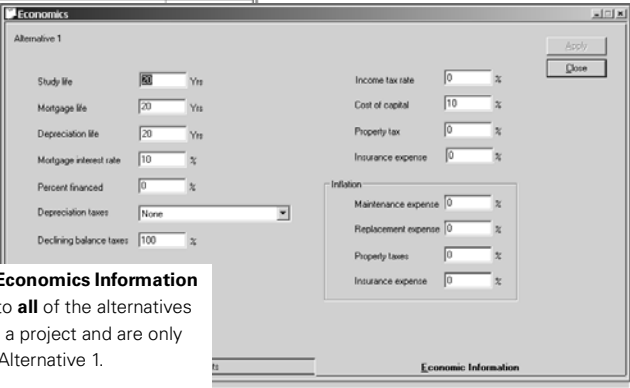 Economics
Alternative 1
Apply
Close
Study life 20 Yrs
Mortgage life 20 Yrs
Depreciation life 20 Yrs
Mortgage interest rate 10 %
Percent financed 0 %
Depreciation taxes None
Declining balance taxes 100 %
Income tax rate 0 %
Cost of capital 10 %
Property tax 0 %
Insurance expense 0 %
Inflation
Maintenance expense 0 %
Replacement expense 0 %
Property taxes 0 %
Insurance expense 0 %
Economics Information
to all of the alternatives
a project and are only
Alternative 1.
ts
Economic Information